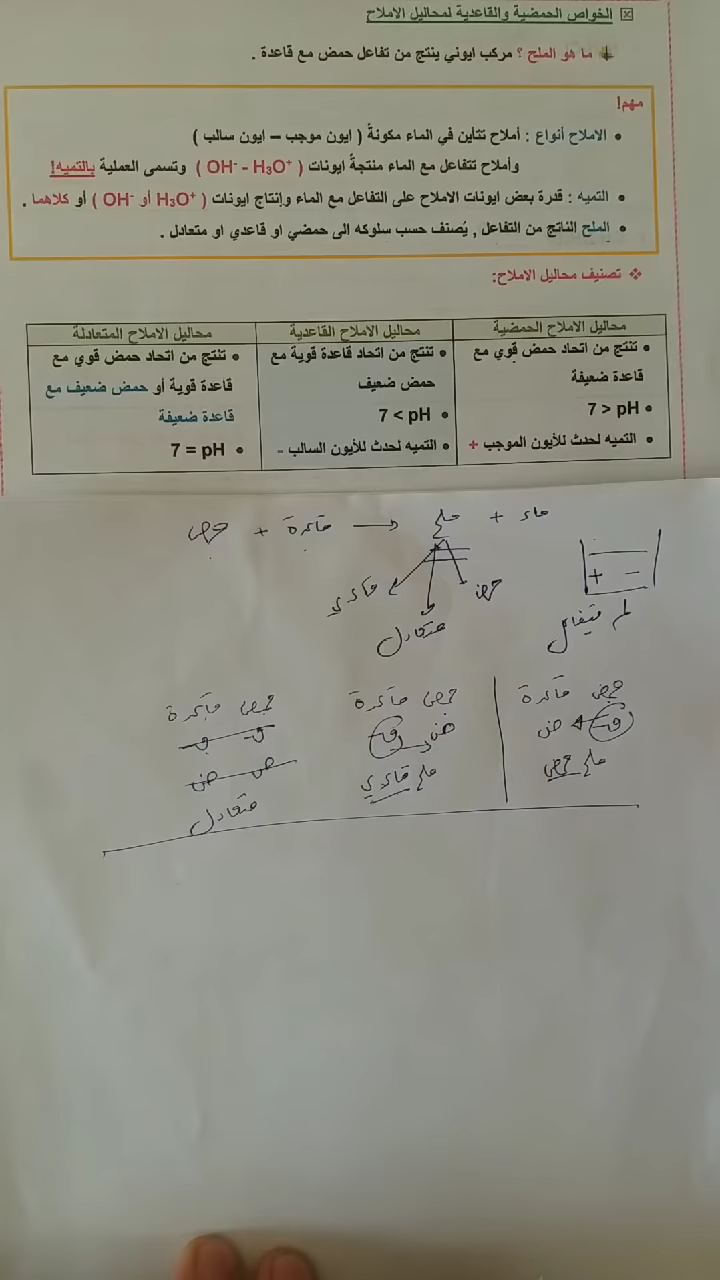 الخواص الحمضية والقاعدية لمحاليل الاملاح
ما هو الملح ؟ مركب ايوني ينتج من تفاعل حمض مع قاعدة .
مهم!
• الاملاح أنواع : أملاح تتأين في الماء مكونةً ( ايون موجب – ايون سالب )
وأملاح تتفاعل مع الماء منتجةً ايونات ( OH⁻ - H₃O⁺ ) وتسمى العملية بالتميه!
• التميه : قدرة بعض ايونات الاملاح على التفاعل مع الماء وإنتاج ايونات ( H₃O⁺ أو OH⁻ ) أو كلاهما .
• الملح الناتج من التفاعل , يُصنف حسب سلوكه الى حمضي او قاعدي او متعادل .
❖ تصنيف محاليل الاملاح:
محاليل الاملاح الحمضية
• تنتج من اتحاد حمض قوي مع
قاعدة ضعيفة
• 7 > pH
• التميه لحدث للأيون الموجب +
محاليل الاملاح القاعدية
• تنتج من اتحاد قاعدة قوية مع
حمض ضعيف
• 7 < pH
• التميه لحدث للأيون السالب -
محاليل الاملاح المتعادلة
• تنتج من اتحاد حمض قوي مع
قاعدة قوية أو حمض ضعيف مع
قاعدة ضعيفة
• 7 = pH
حمض + قاعدة → ملح + ماء
حمضي
متعادل
قاعدي
+ -
لم يتفاعل
حمض قاعدة
ق ض
ملح حمضي
حمض قاعدة
ض ق
ملح قاعدي
حمض قاعدة
ق ق
ض ض
متعادل